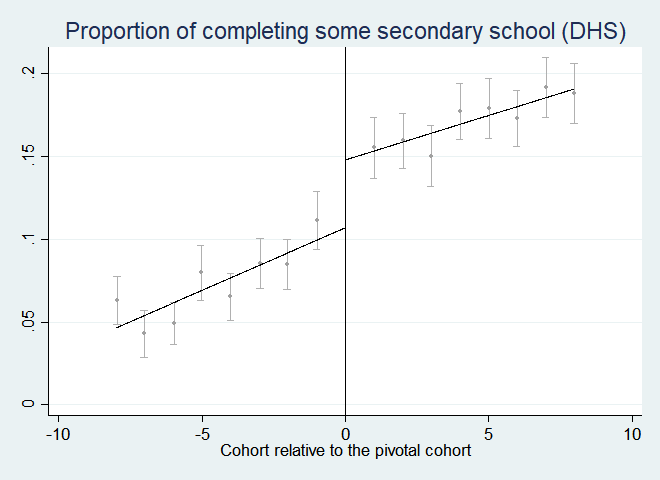 Proportion of completing some secondary school (DHS)
.2
.15
.1
.05
0
-10 -5 0 5 10
Cohort relative to the pivotal cohort